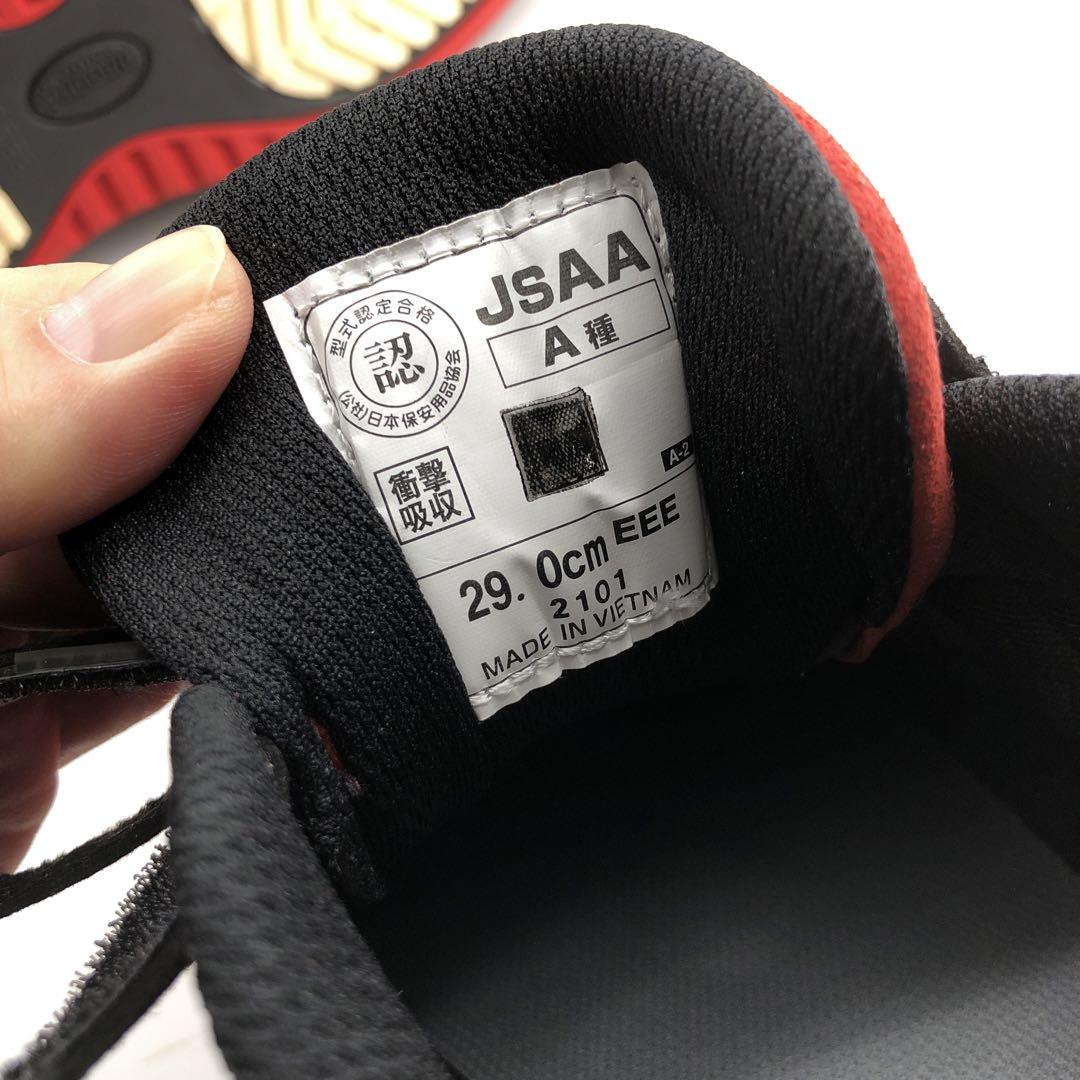 JSAA
A種
型式認定合格
認
(公社)日本保安用品協会
衝撃
吸収
A-2
29.0cm EEE
2101
MADE IN VIETNAM